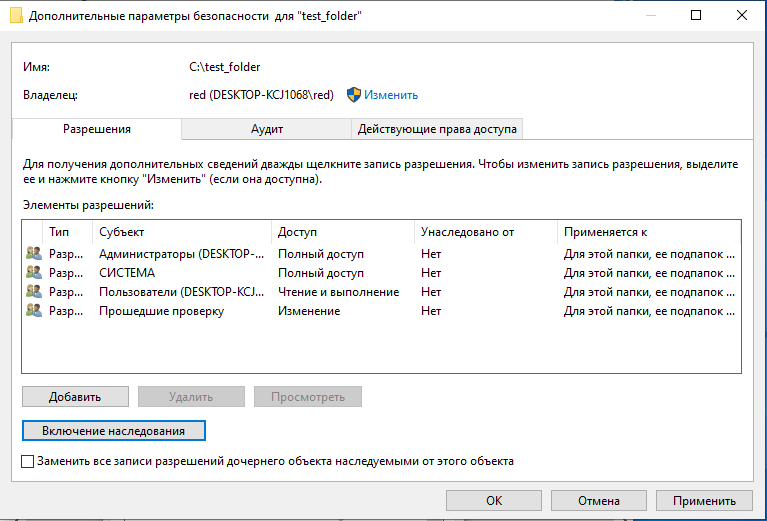 Дополнительные параметры безопасности для "test_folder"
Имя: C:\test_folder
Владелец: red (DESKTOP-KCJ1068\red) Изменить
Разрешения Аудит Действующие права доступа
Для получения дополнительных сведений дважды щелкните запись разрешения. Чтобы изменить запись разрешения, выделите
ее и нажмите кнопку "Изменить" (если она доступна).
Элементы разрешений:
Тип Субъект Доступ Унаследовано от Применяется к
Разр... Администраторы (DESKTOP-... Полный доступ Нет Для этой папки, ее подпапок ...
Разр... СИСТЕМА Полный доступ Нет Для этой папки, ее подпапок ...
Разр... Пользователи (DESKTOP-KCJ... Чтение и выполнение Нет Для этой папки, ее подпапок ...
Разр... Прошедшие проверку Изменение Нет Для этой папки, ее подпапок ...
Добавить Удалить Просмотреть
Включение наследования
Заменить все записи разрешений дочернего объекта наследуемыми от этого объекта
ОК Отмена Применить